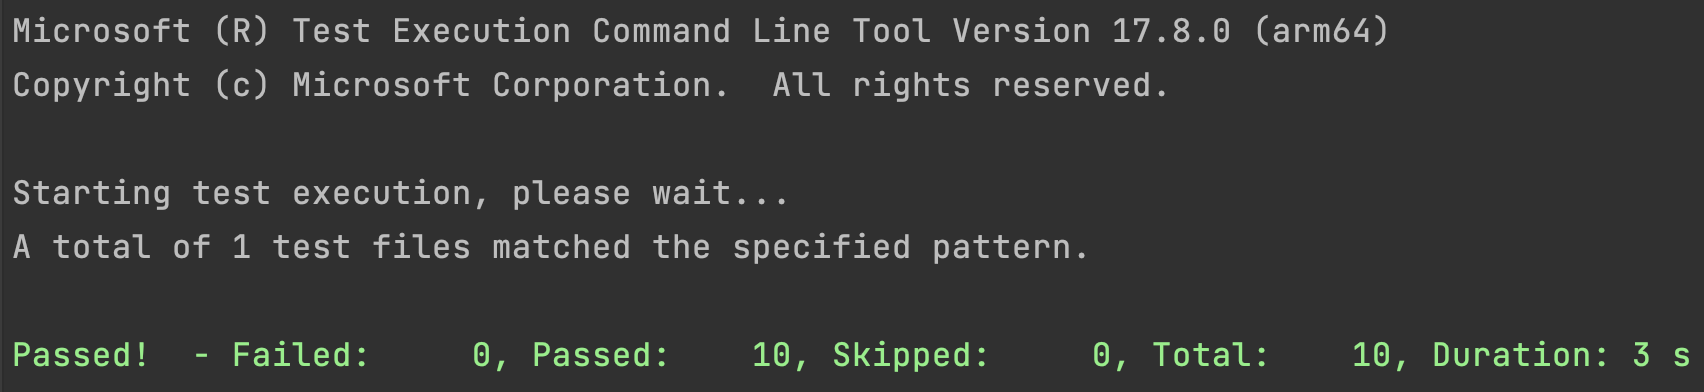 Microsoft (R) Test Execution Command Line Tool Version 17.8.0 (arm64)
Copyright (c) Microsoft Corporation.  All rights reserved.
Starting test execution, please wait...
A total of 1 test files matched the specified pattern.
Passed!  - Failed:     0, Passed:    10, Skipped:     0, Total:    10, Duration: 3 s